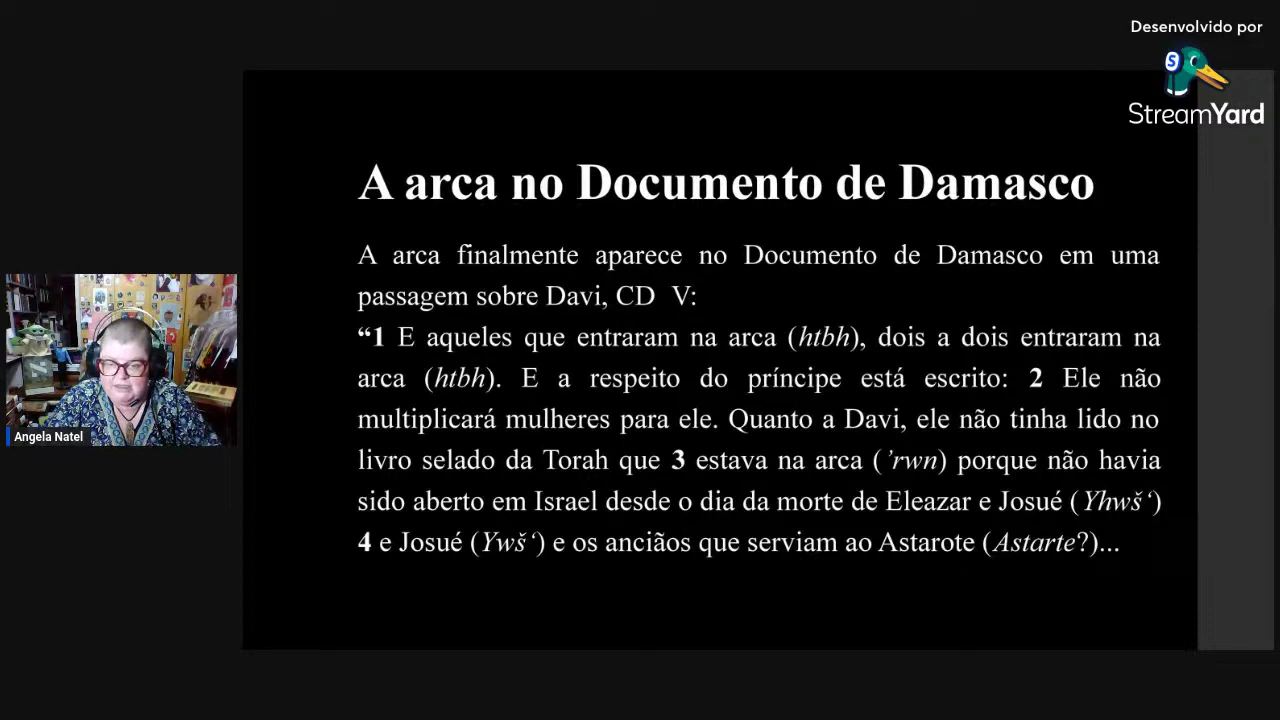 Desenvolvido por
StreamYard
A arca no Documento de Damasco
A arca finalmente aparece no Documento de Damasco em uma
passagem sobre Davi, CD V:
“1 E aqueles que entraram na arca (htbh), dois a dois entraram na
arca (htbh). E a respeito do príncipe está escrito: 2 Ele não
multiplicará mulheres para ele. Quanto a Davi, ele não tinha lido no
livro selado da Torah que 3 estava na arca (’rwn) porque não havia
sido aberto em Israel desde o dia da morte de Eleazar e Josué (Yhwš‘)
4 e Josué (Ywš‘) e os anciãos que serviam ao Astarote (Astarte?)...
Angela Natel